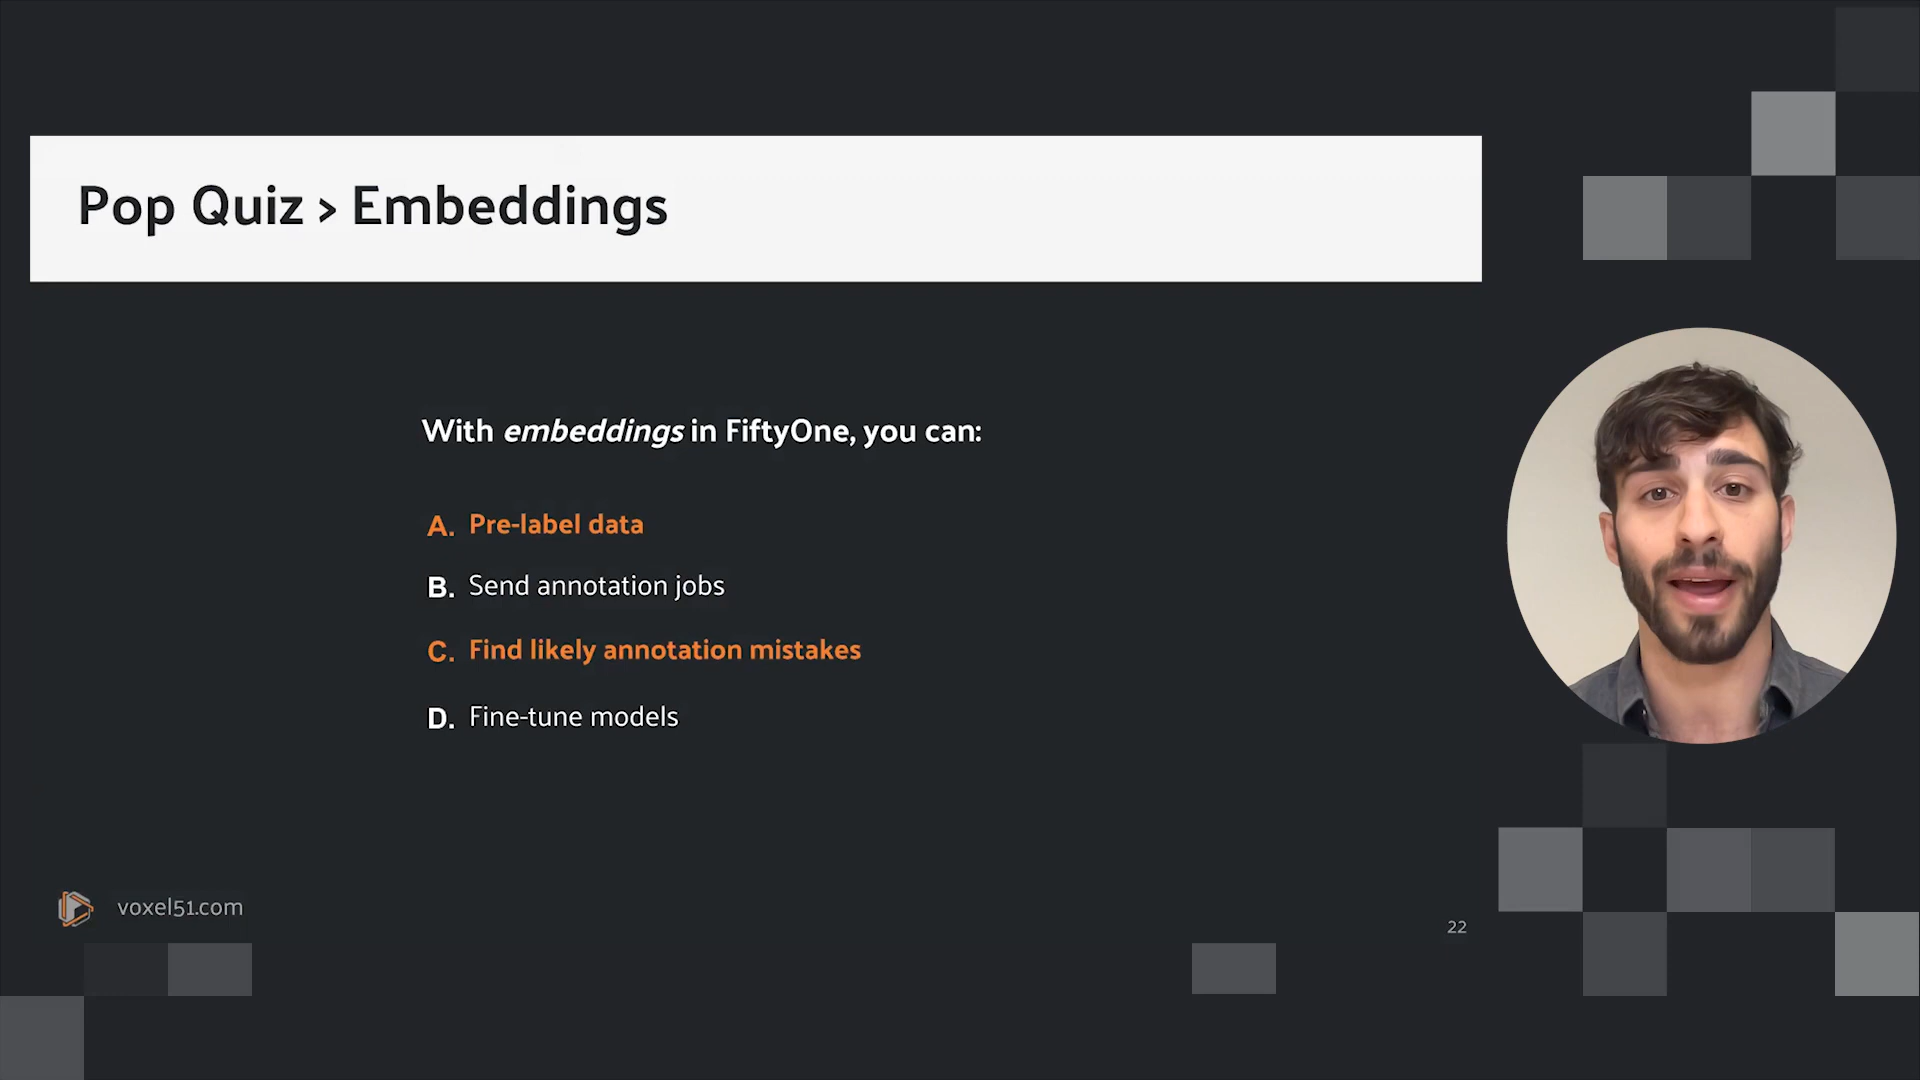 Pop Quiz > Embeddings
With embeddings in FiftyOne, you can:
A. Pre-label data
B. Send annotation jobs
C. Find likely annotation mistakes
D. Fine-tune models
voxel51.com
22